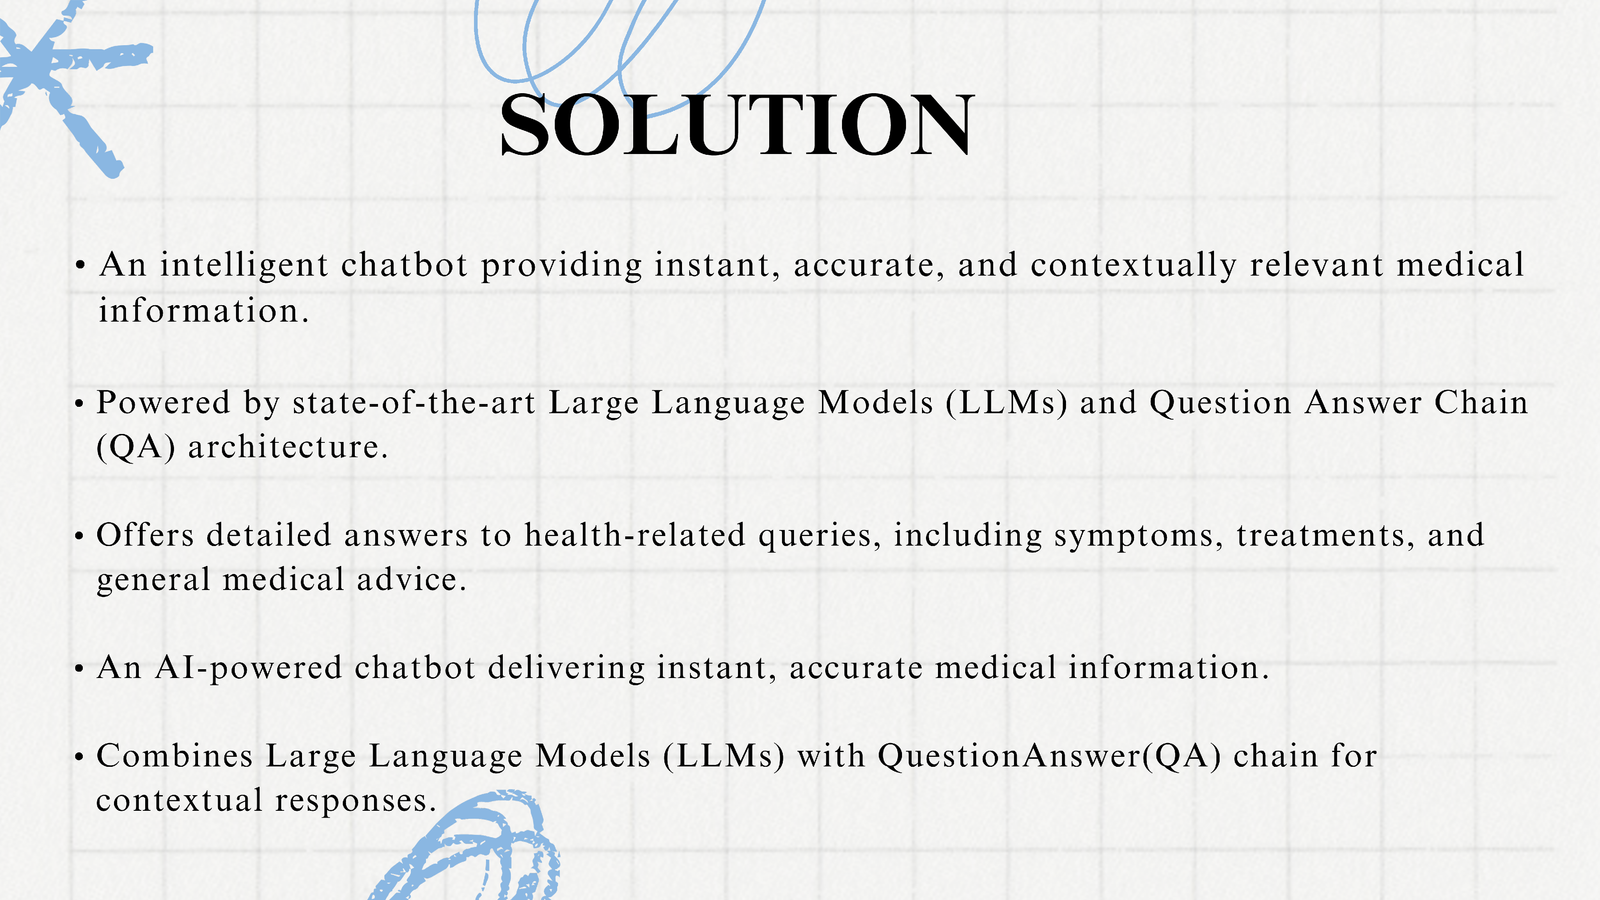 SOLUTION
• An intelligent chatbot providing instant, accurate, and contextually relevant medical
information.
• Powered by state-of-the-art Large Language Models (LLMs) and Question Answer Chain
(QA) architecture.
• Offers detailed answers to health-related queries, including symptoms, treatments, and
general medical advice.
• An AI-powered chatbot delivering instant, accurate medical information.
• Combines Large Language Models (LLMs) with QuestionAnswer(QA) chain for
contextual responses.